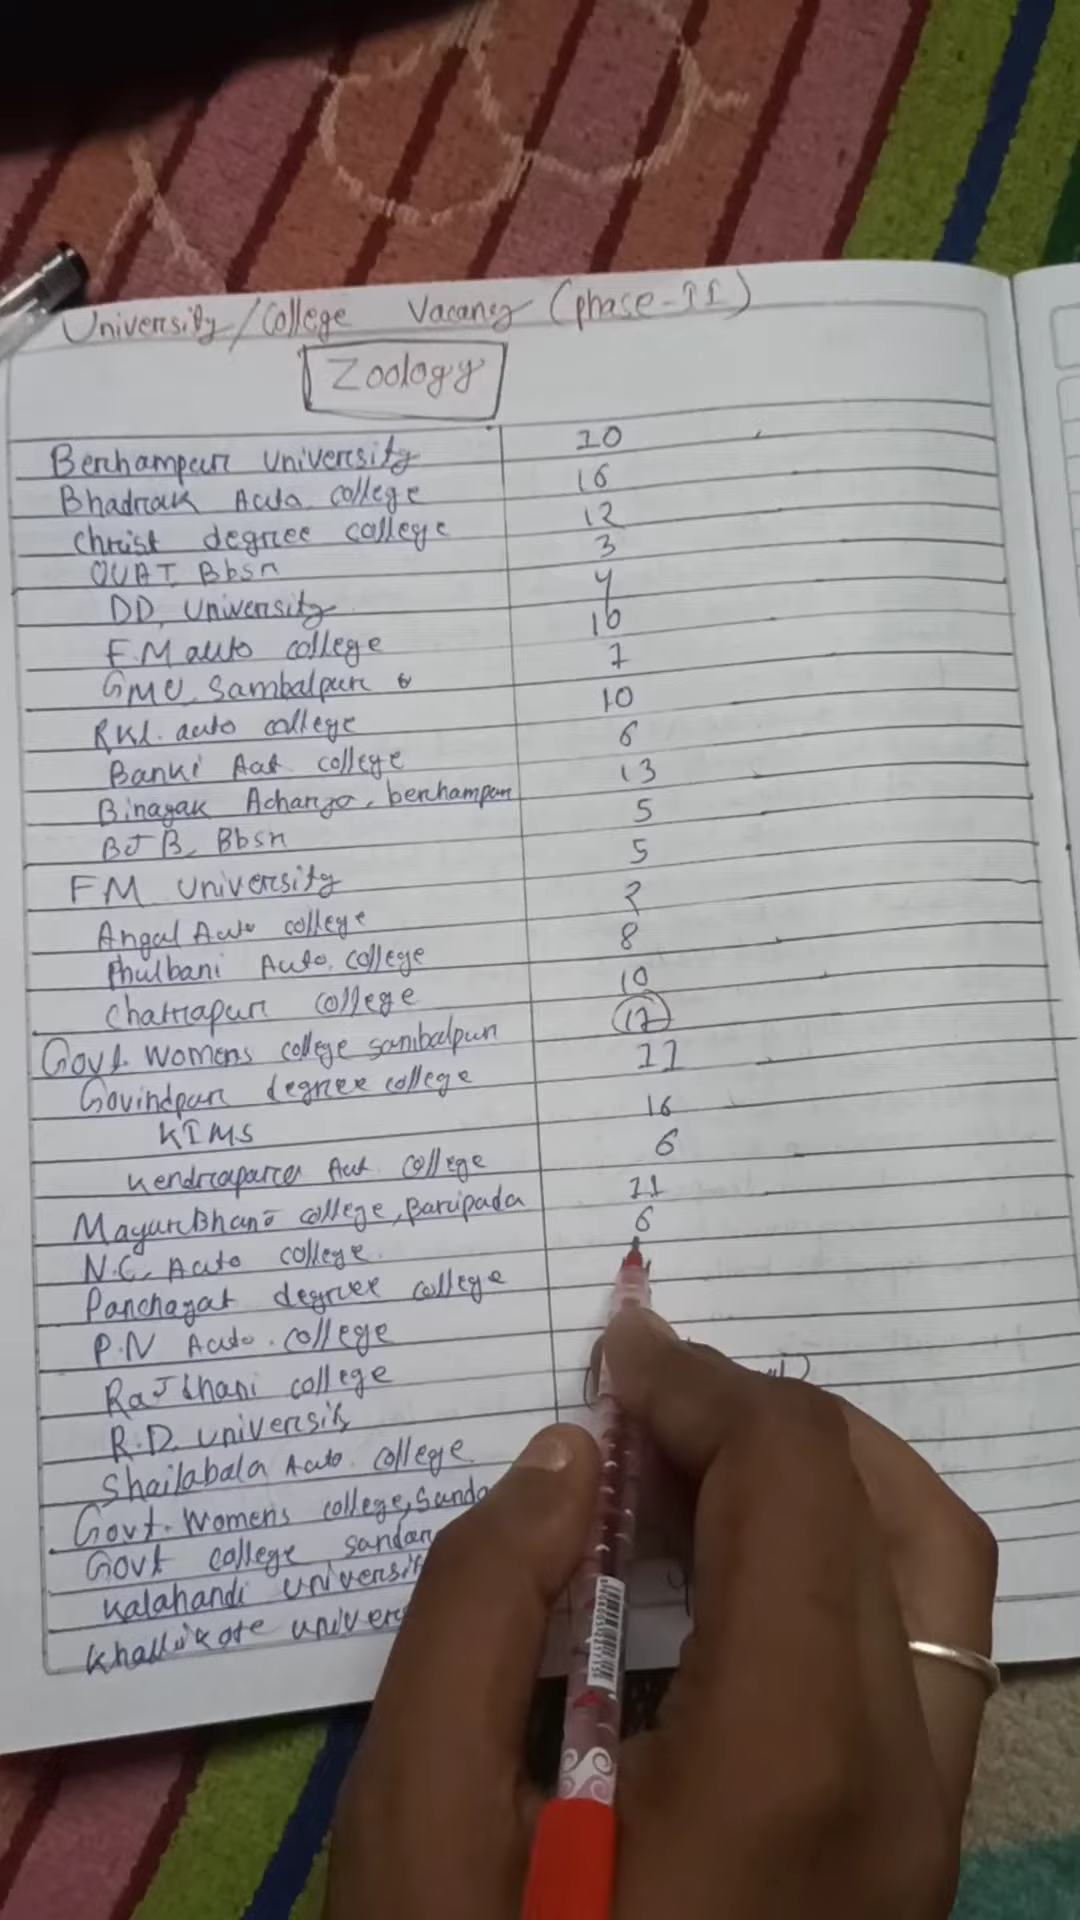 University/College Vacancy (phase-II)
Zoology
Berhampur University 10
Bhadrak Auto. college 16
Christ degree college 12
OUAT, Bbsr 3
DD, University 4
F.M auto college 10
GMU, Sambalpur 7
RKL. auto college 10
Banki Aut. college 6
Binayak Acharya, berhampur 13
BJB, Bbsr 5
FM University 5
Angul Auto college 2
Phulbani Auto. college 8
Chatrapur college 10
Govt. Womens college sambalpur 17
Govindpur degree college 11
KIMS 16
Kendrapara Aut. college 6
MayurBhanj college, Baripada 11
N.C. Auto college 6
Panchayat degree college
P.N Auto. college
Rajdhani college
R.D. University
Shailabala Auto. college
Govt. Womens college,
Govt college
Kalahandi
Khallikote